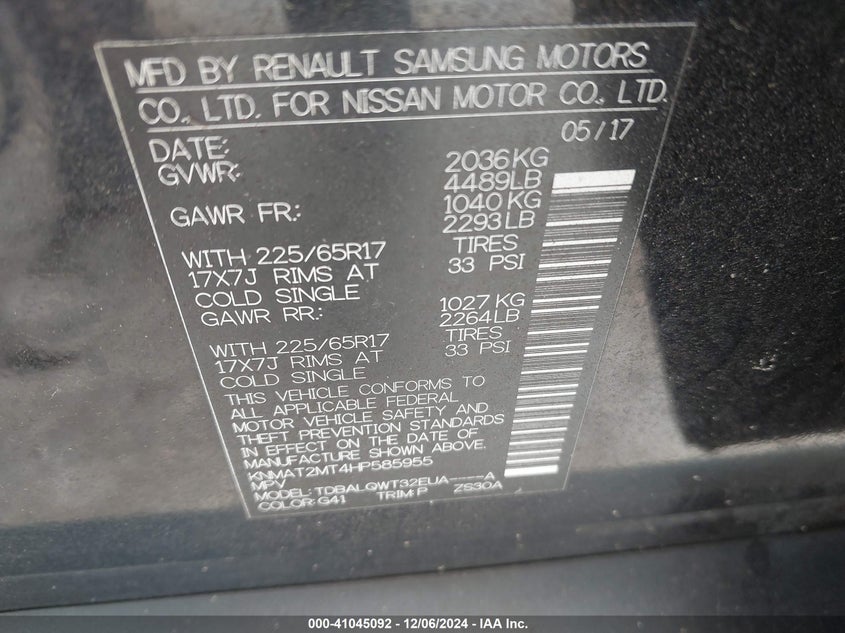 MFD BY RENAULT SAMSUNG MOTORS
CO., LTD. FOR NISSAN MOTOR CO., LTD.
DATE: 05/17
GVWR: 2036KG
4489LB
GAWR FR.: 1040 KG
2293LB
WITH 225/65R17 TIRES
17X7J RIMS AT 33 PSI
COLD SINGLE
GAWR RR.: 1027 KG
2264LB
WITH 225/65R17 TIRES
17X7J RIMS AT 33 PSI
COLD SINGLE
THIS VEHICLE CONFORMS TO
ALL APPLICABLE FEDERAL
MOTOR VEHICLE SAFETY AND
THEFT PREVENTION STANDARDS
IN EFFECT ON THE DATE OF
MANUFACTURE SHOWN ABOVE.
KNMAT2MT4HP585955
MPV
MODEL: TDBALQWT32EUA----A
COLOR: G41 TRIM: P ZS30A
000-41045092 - 12/06/2024 - IAA Inc.